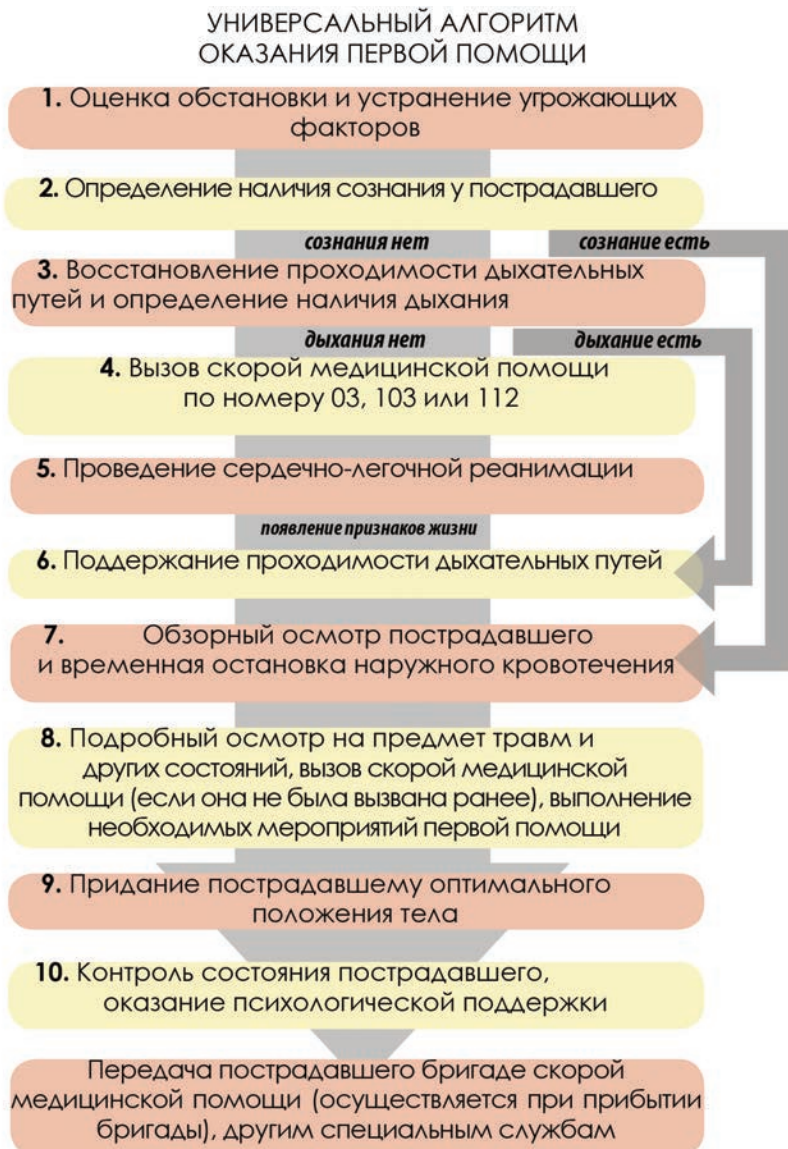 УНИВЕРСАЛЬНЫЙ АЛГОРИТМ
ОКАЗАНИЯ ПЕРВОЙ ПОМОЩИ
1. Оценка обстановки и устранение угрожающих
факторов
2. Определение наличия сознания у пострадавшего
сознания нет
сознание есть
3. Восстановление проходимости дыхательных
путей и определение наличия дыхания
дыхания нет
дыхание есть
4. Вызов скорой медицинской помощи
по номеру 03, 103 или 112
5. Проведение сердечно-легочной реанимации
появление признаков жизни
6. Поддержание проходимости дыхательных путей
7. Обзорный осмотр пострадавшего
и временная остановка наружного кровотечения
8. Подробный осмотр на предмет травм и
других состояний, вызов скорой медицинской
помощи (если она не была вызвана ранее), выполнение
необходимых мероприятий первой помощи
9. Придание пострадавшему оптимального
положения тела
10. Контроль состояния пострадавшего,
оказание психологической поддержки
Передача пострадавшего бригаде скорой
медицинской помощи (осуществляется при прибытии
бригады), другим специальным службам